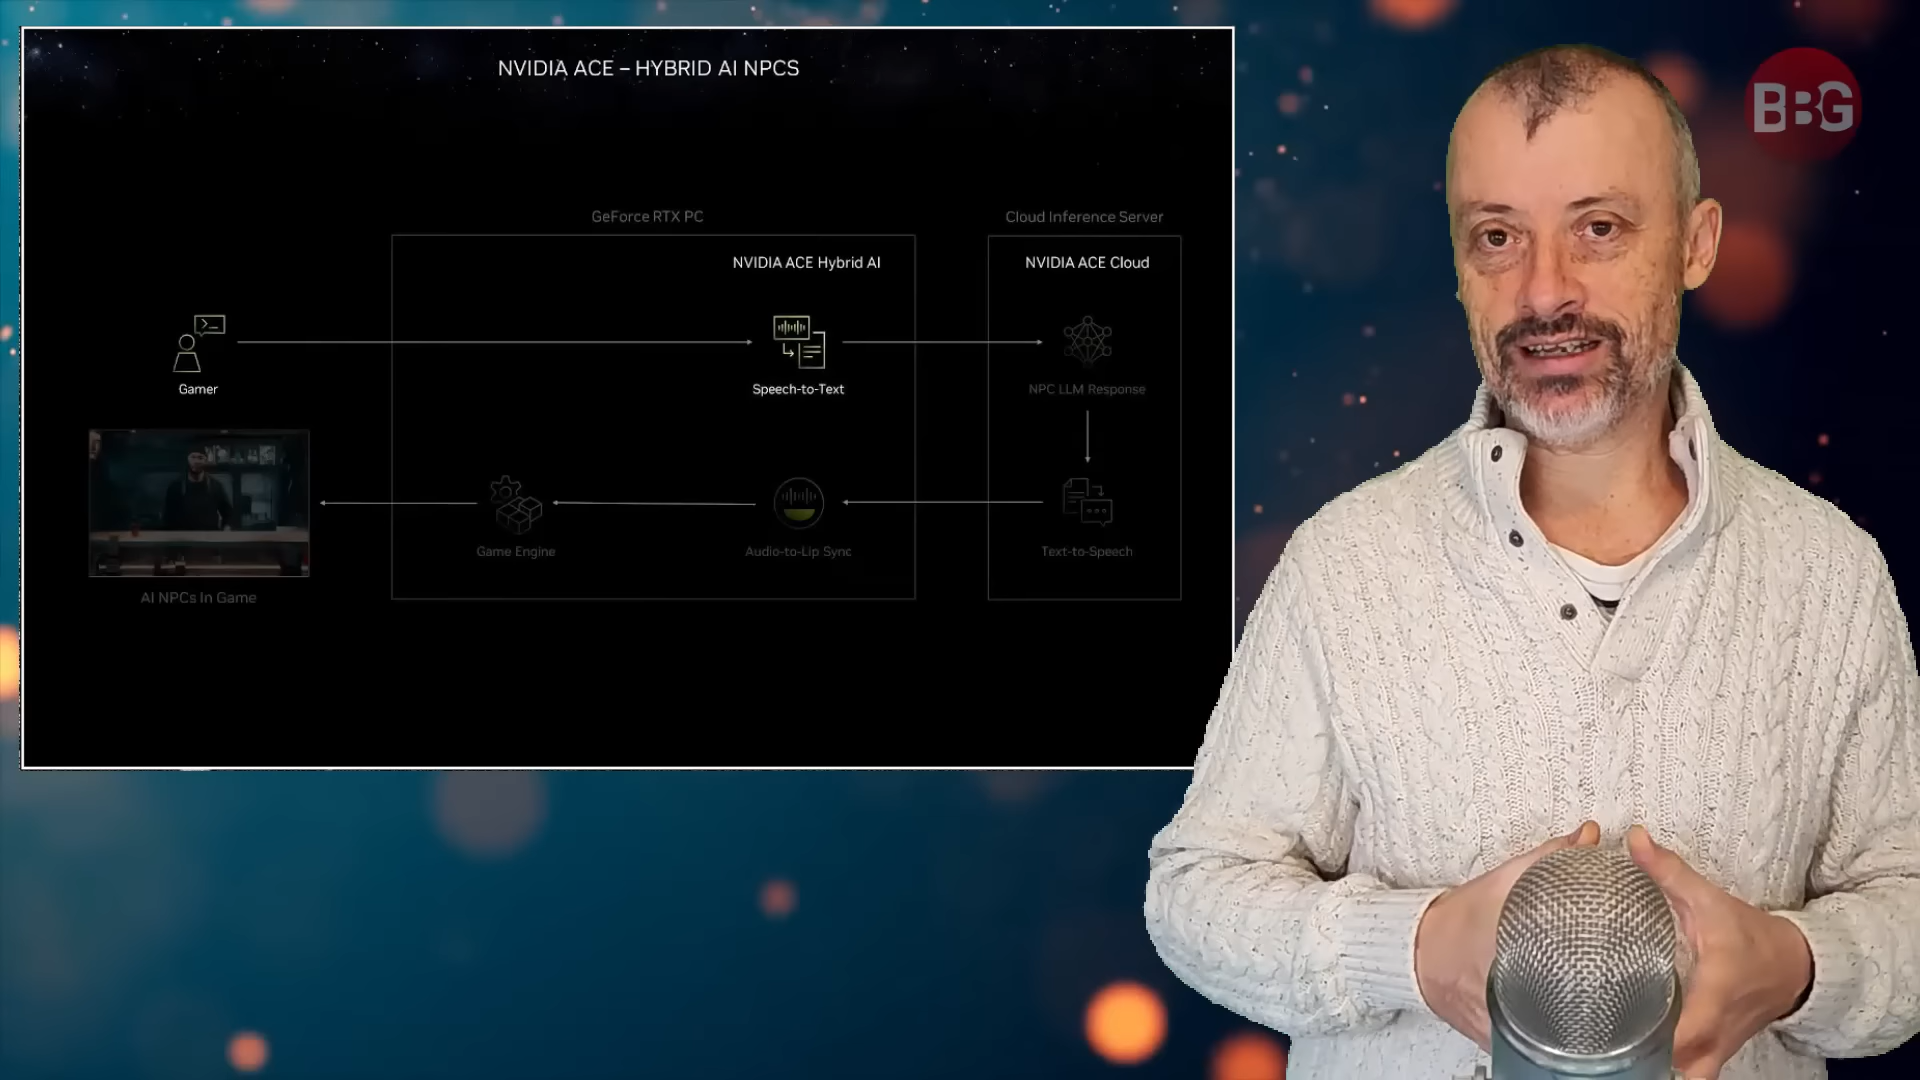 NVIDIA ACE – HYBRID AI NPCS
BBG
GeForce RTX PC
Cloud Inference Server
NVIDIA ACE Hybrid AI
NVIDIA ACE Cloud
Gamer
Speech-to-Text
NPC LLM Response
Game Engine
Audio-to-Lip Sync
Text-to-Speech
AI NPCs In Game